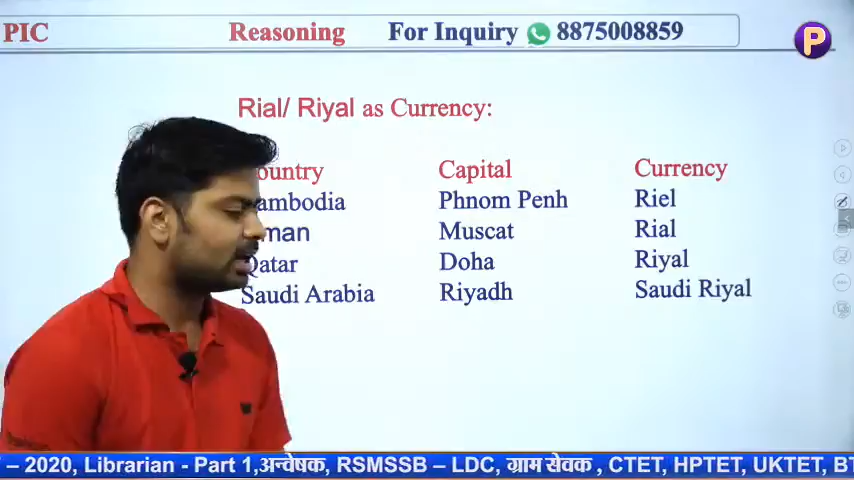 PIC Reasoning For Inquiry 8875008859
P
Rial/ Riyal as Currency:
ountry Capital Currency
ambodia Phnom Penh Riel
man Muscat Rial
Qatar Doha Riyal
Saudi Arabia Riyadh Saudi Riyal
– 2020, Librarian - Part 1,अन्वेषक, RSMSSB – LDC, ग्राम सेवक , CTET, HPTET, UKTET, BT